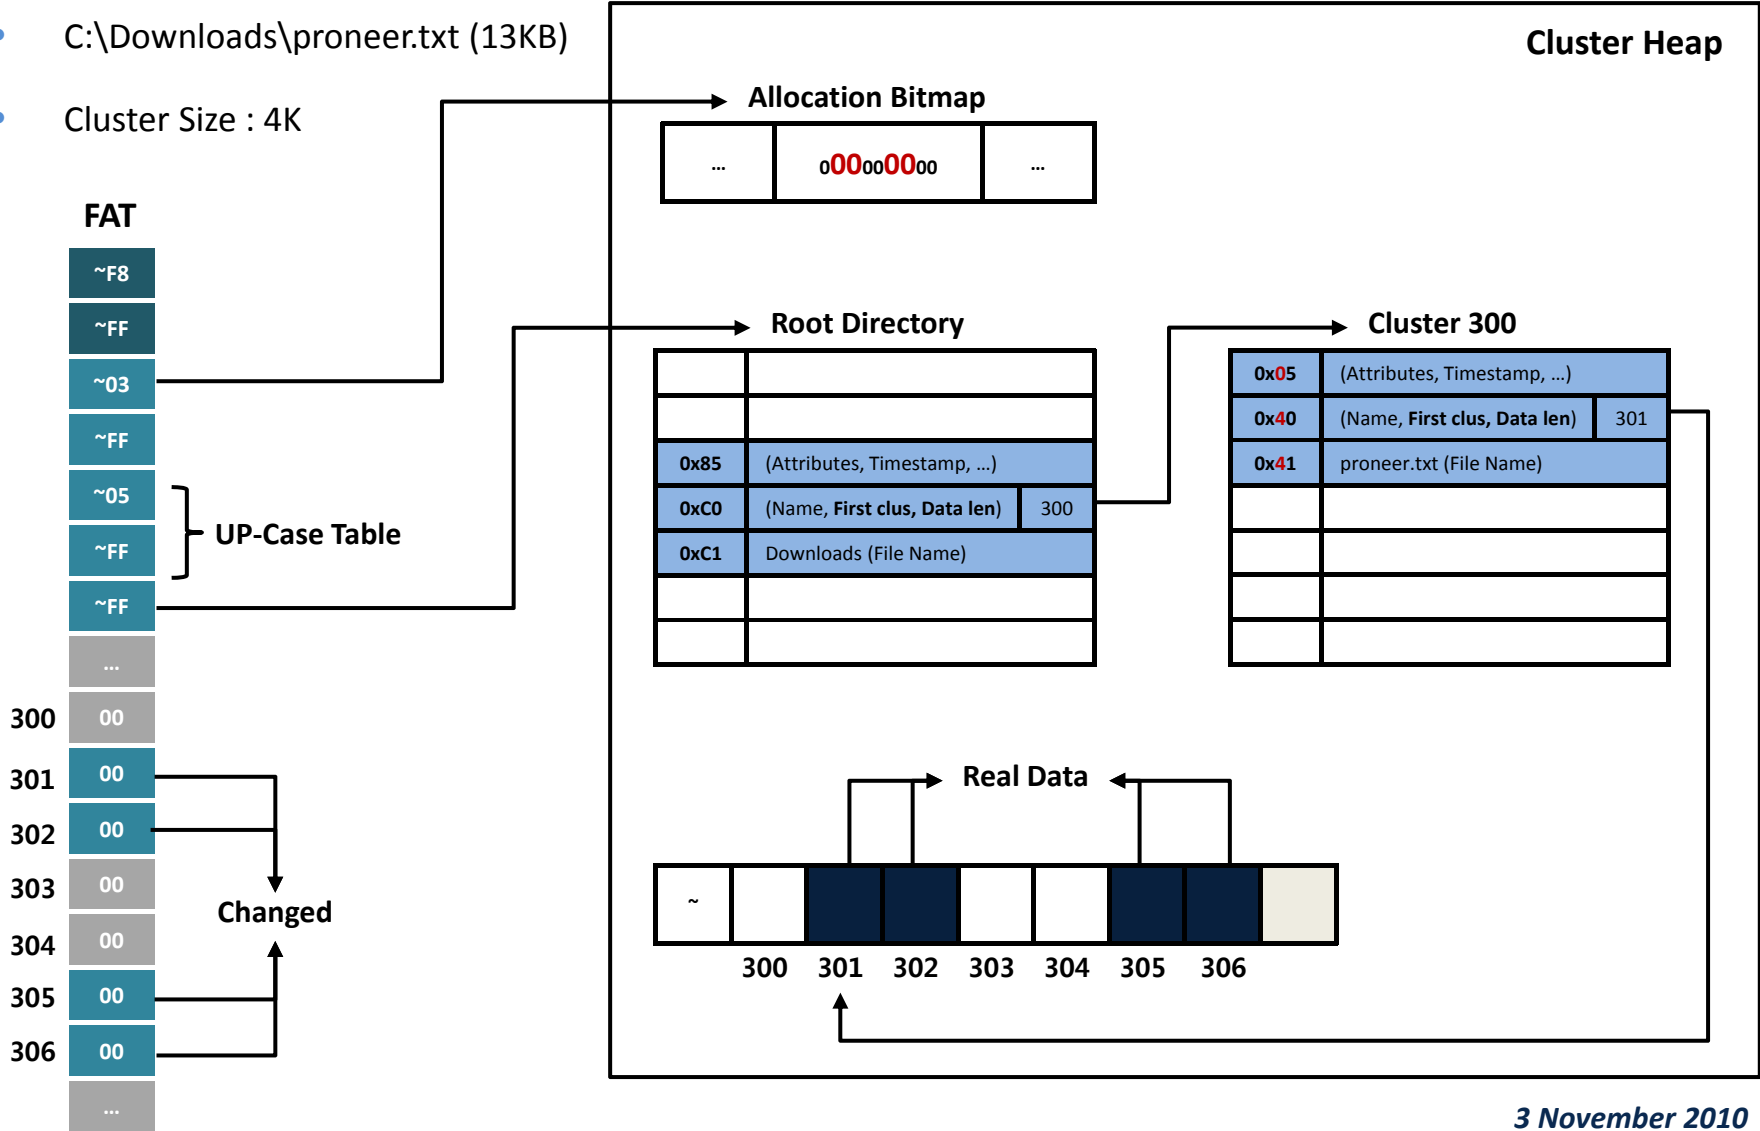 • C:\Downloads\proneer.txt (13KB)
• Cluster Size : 4K
Cluster Heap
Allocation Bitmap
... 000000000 ...
FAT
~F8
~FF
~03
~FF
~05
~FF
~FF
...
300 00
301 00
302 00
303 00
304 00
305 00
306 00
...
UP-Case Table
Changed
Root Directory
0x85 (Attributes, Timestamp, ...)
0xC0 (Name, First clus, Data len) 300
0xC1 Downloads (File Name)
Cluster 300
0x05 (Attributes, Timestamp, ...)
0x40 (Name, First clus, Data len) 301
0x41 proneer.txt (File Name)
Real Data
~
300 301 302 303 304 305 306
3 November 2010